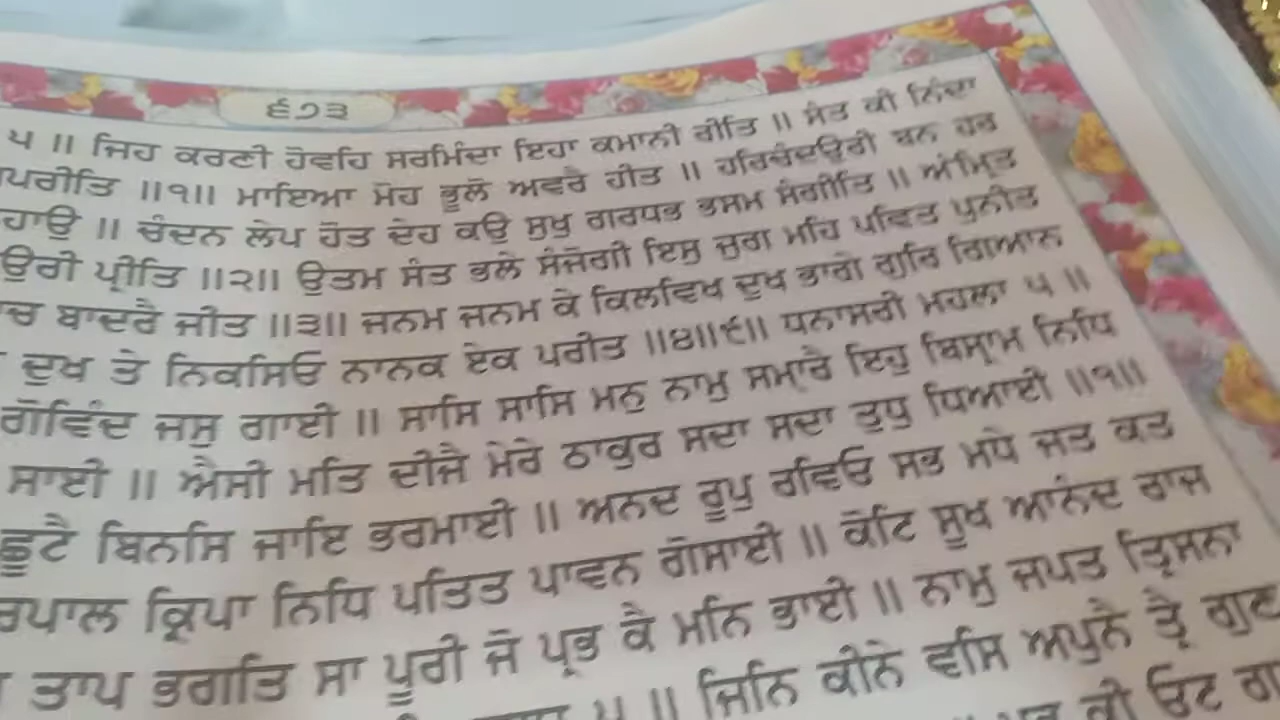 ੬੭੩
੫ ॥ ਜਿਹ ਕਰਣੀ ਹੋਵਹਿ ਸਰਮਿੰਦਾ ਇਹਾ ਕਮਾਨੀ ਰੀਤਿ ॥ ਸੰਤ ਕੀ ਨਿੰਦਾ
ਪਰੀਤਿ ॥੧॥ ਮਾਇਆ ਮੋਹ ਭੂਲੋ ਅਵਰੈ ਹੀਤ ॥ ਹਰਿਚੰਦਉਰੀ ਬਨ ਹਰ
ਹਾਉ ॥ ਚੰਦਨ ਲੇਪ ਹੋਤ ਦੇਹ ਕਉ ਸੁਖੁ ਗਰਧਭ ਭਸਮ ਸੰਗੀਤਿ ॥ ਅੰਮ੍ਰਿਤ
ਉਰੀ ਪ੍ਰੀਤਿ ॥੨॥ ਉਤਮ ਸੰਤ ਭਲੇ ਸੰਜੋਗੀ ਇਸੁ ਜੁਗ ਮਹਿ ਪਵਿਤ ਪੁਨੀਤ
ਬਾਦਰੈ ਜੀਤ ॥੩॥ ਜਨਮ ਜਨਮ ਕੇ ਕਿਲਵਿਖ ਦੁਖ ਭਾਗੇ ਗੁਰਿ ਗਿਆਨ
ਦੁਖ ਤੇ ਨਿਕਸਿਓ ਨਾਨਕ ਏਕ ਪਰੀਤ ॥੪॥੯॥ ਧਨਾਸਰੀ ਮਹਲਾ ੫ ॥
ਗੋਵਿੰਦ ਜਸੁ ਗਾਈ ॥ ਸਾਸਿ ਸਾਸਿ ਮਨੁ ਨਾਮੁ ਸਮ੍ਹਾਰੈ ਇਹੁ ਬਿਸ੍ਰਾਮ ਨਿਧਿ
ਸਾਈ ॥ ਐਸੀ ਮਤਿ ਦੀਜੈ ਮੇਰੇ ਠਾਕੁਰ ਸਦਾ ਸਦਾ ਤੁਧੁ ਧਿਆਈ ॥੧॥
ਛੂਟੈ ਬਿਨਸਿ ਜਾਇ ਭਰਮਾਈ ॥ ਅਨਦ ਰੂਪੁ ਰਵਿਓ ਸਭ ਮਧੇ ਜਤ ਕਤ
ਰਪਾਲ ਕ੍ਰਿਪਾ ਨਿਧਿ ਪਤਿਤ ਪਾਵਨ ਗੋਸਾਈ ॥ ਕੋਟਿ ਸੂਖ ਆਨੰਦ ਰਾਜ
ਤਾਪ ਭਗਤਿ ਸਾ ਪੂਰੀ ਜੋ ਪ੍ਰਭ ਕੈ ਮਨਿ ਭਾਈ ॥ ਨਾਮੁ ਜਪਤ ਤ੍ਰਿਸਨਾ
੫ ॥ ਜਿਨਿ ਕੀਨੇ ਵਸਿ ਅਪੁਨੈ ਤ੍ਰੈ ਗੁਣ
ਕੀ ਓਟ